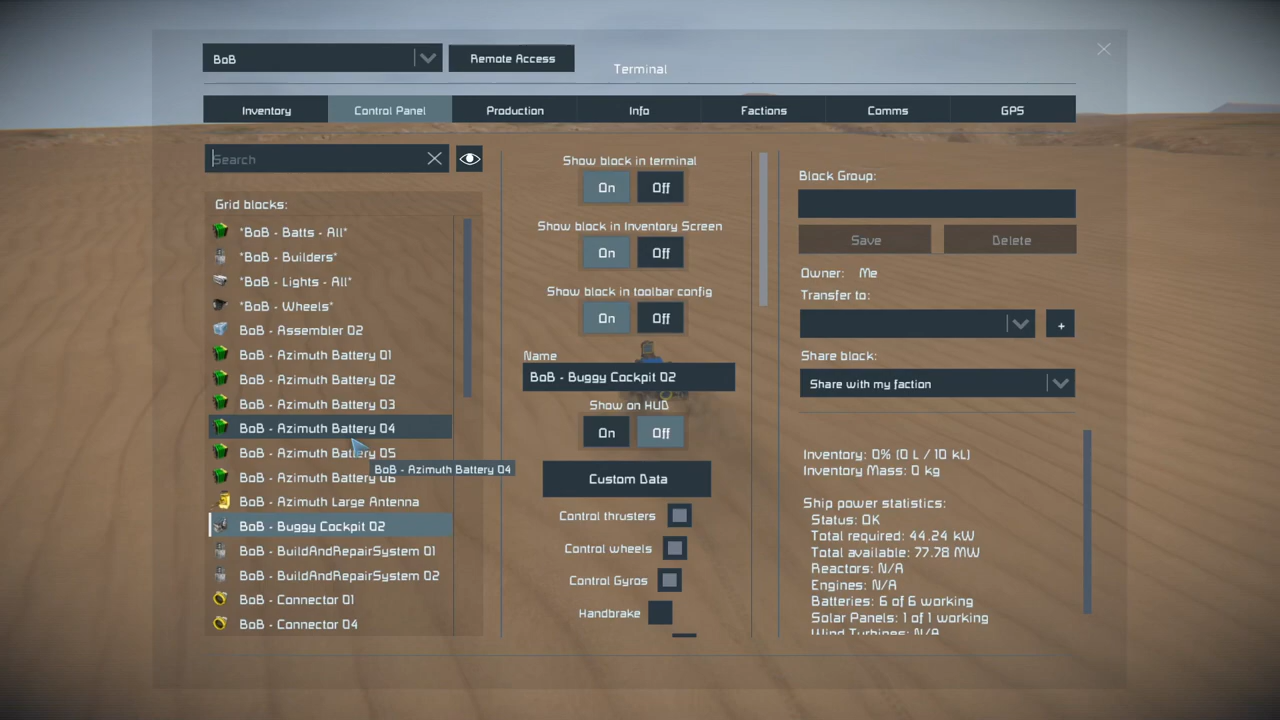 BoB
Remote Access
Terminal
Inventory
Control Panel
Production
Info
Factions
Comms
GPS
Search
Grid blocks:
*BoB - Batts - All*
*BoB - Builders*
*BoB - Lights - All*
*BoB - Wheels*
BoB - Assembler 02
BoB - Azimuth Battery 01
BoB - Azimuth Battery 02
BoB - Azimuth Battery 03
BoB - Azimuth Battery 04
BoB - Azimuth Battery 05
BoB - Azimuth Battery 06
BoB - Azimuth Battery 04
BoB - Azimuth Large Antenna
BoB - Buggy Cockpit 02
BoB - BuildAndRepairSystem 01
BoB - BuildAndRepairSystem 02
BoB - Connector 01
BoB - Connector 04
Show block in terminal
On Off
Show block in Inventory Screen
On Off
Show block in toolbar config
On Off
Name
BoB - Buggy Cockpit 02
Show on HUD
On Off
Custom Data
Control thrusters
Control wheels
Control Gyros
Handbrake
Block Group:
Save
Delete
Owner: Me
Transfer to:
+
Share block:
Share with my faction
Inventory: 0% (0 L / 10 kL)
Inventory Mass: 0 kg
Ship power statistics:
Status: OK
Total required: 44.24 kW
Total available: 77.78 MW
Reactors: N/A
Engines: N/A
Batteries: 6 of 6 working
Solar Panels: 1 of 1 working
Wind Turbines: N/A